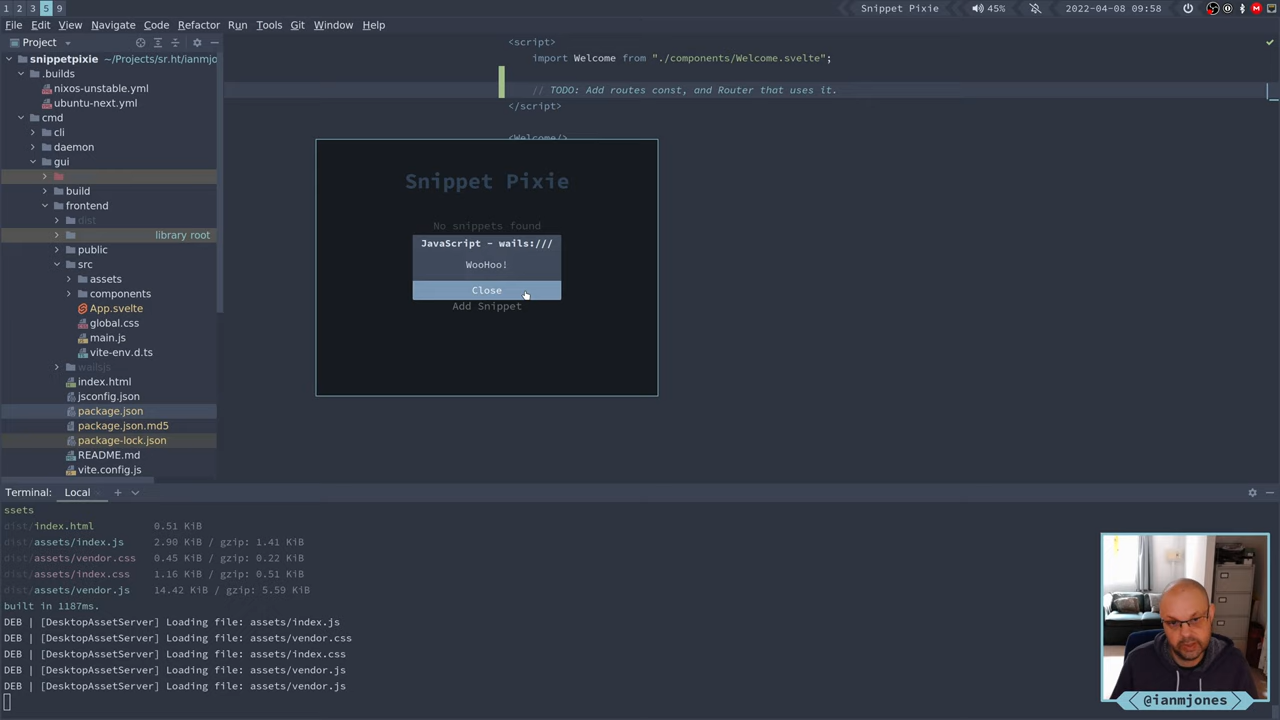 1 2 3 5 9
Snippet Pixie
45%
2022-04-08 09:58
File Edit View Navigate Code Refactor Run Tools Git Window Help
Project
snippetpixie ~/Projects/sr.ht/ianmjo
.builds
nixos-unstable.yml
ubuntu-next.yml
cmd
cli
daemon
gui
build
frontend
dist
library root
public
src
assets
components
App.svelte
global.css
main.js
vite-env.d.ts
wailsjs
index.html
jsconfig.json
package.json
package.json.md5
package-lock.json
README.md
vite.config.js
<script>
import Welcome from "./components/Welcome.svelte";
// TODO: Add routes const, and Router that uses it.
</script>
<Welcome/>
Snippet Pixie
No snippets found
JavaScript - wails:///
WooHoo!
Close
Add Snippet
Terminal: Local
ssets
dist/index.html 0.51 KiB
dist/assets/index.js 2.90 KiB / gzip: 1.41 KiB
dist/assets/vendor.css 0.45 KiB / gzip: 0.22 KiB
dist/assets/index.css 1.16 KiB / gzip: 0.51 KiB
dist/assets/vendor.js 14.42 KiB / gzip: 5.59 KiB
built in 1187ms.
DEB | [DesktopAssetServer] Loading file: assets/index.js
DEB | [DesktopAssetServer] Loading file: assets/vendor.css
DEB | [DesktopAssetServer] Loading file: assets/index.css
DEB | [DesktopAssetServer] Loading file: assets/vendor.js
DEB | [DesktopAssetServer] Loading file: assets/vendor.js
@ianmjones